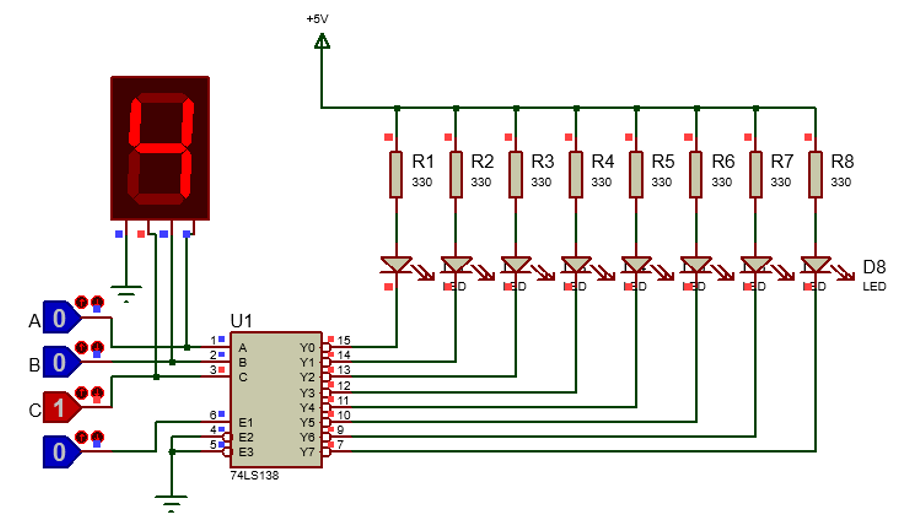 +5V
R1 R2 R3 R4 R5 R6 R7 R8
330 330 330 330 330 330 330 330
D8
LED
LED
A 0
B 0
C 1
0
U1
1 A Y0 15
2 B Y1 14
3 C Y2 13
Y3 12
Y4 11
6 E1 Y5 10
4 E2 Y6 9
5 E3 Y7 7
74LS138